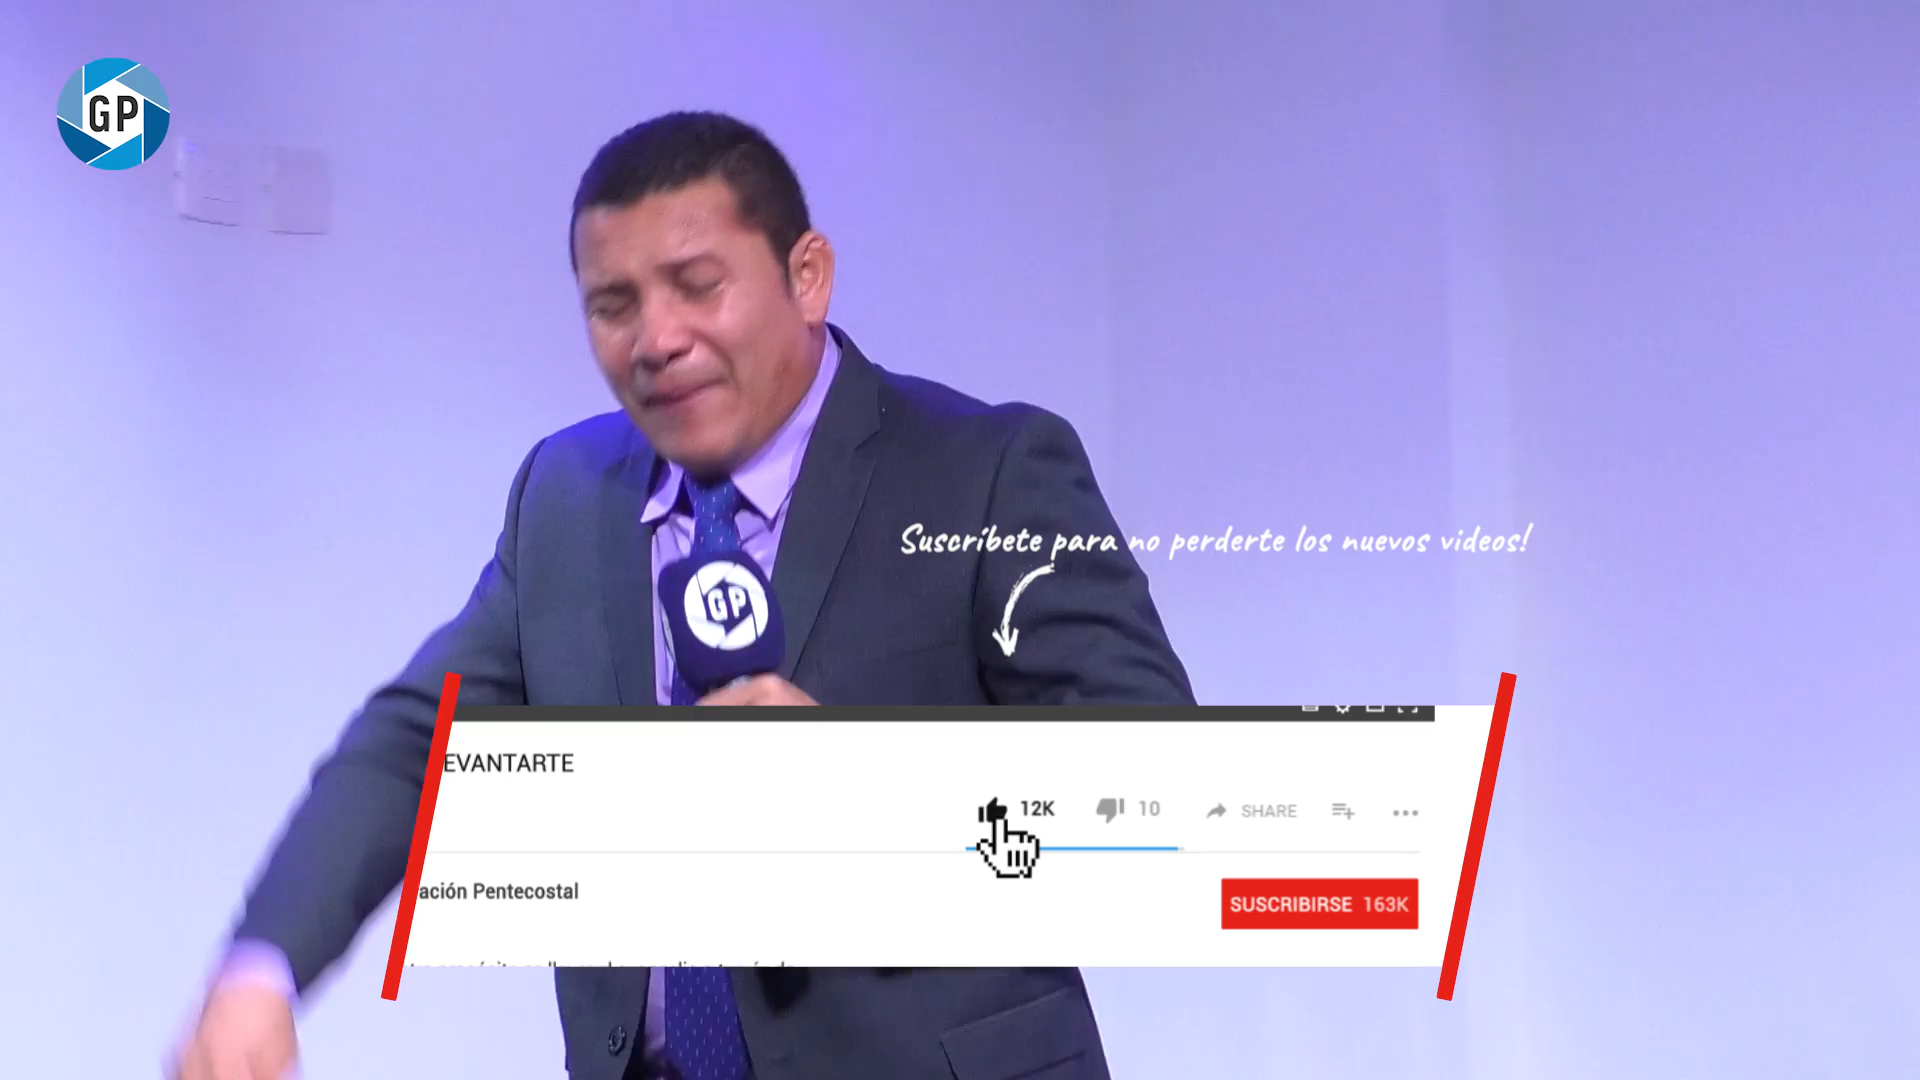 GP
Suscríbete para no perderte los nuevos videos!
GP
EVANTARTE
12K 10 SHARE
ación Pentecostal
SUSCRIBIRSE 163K